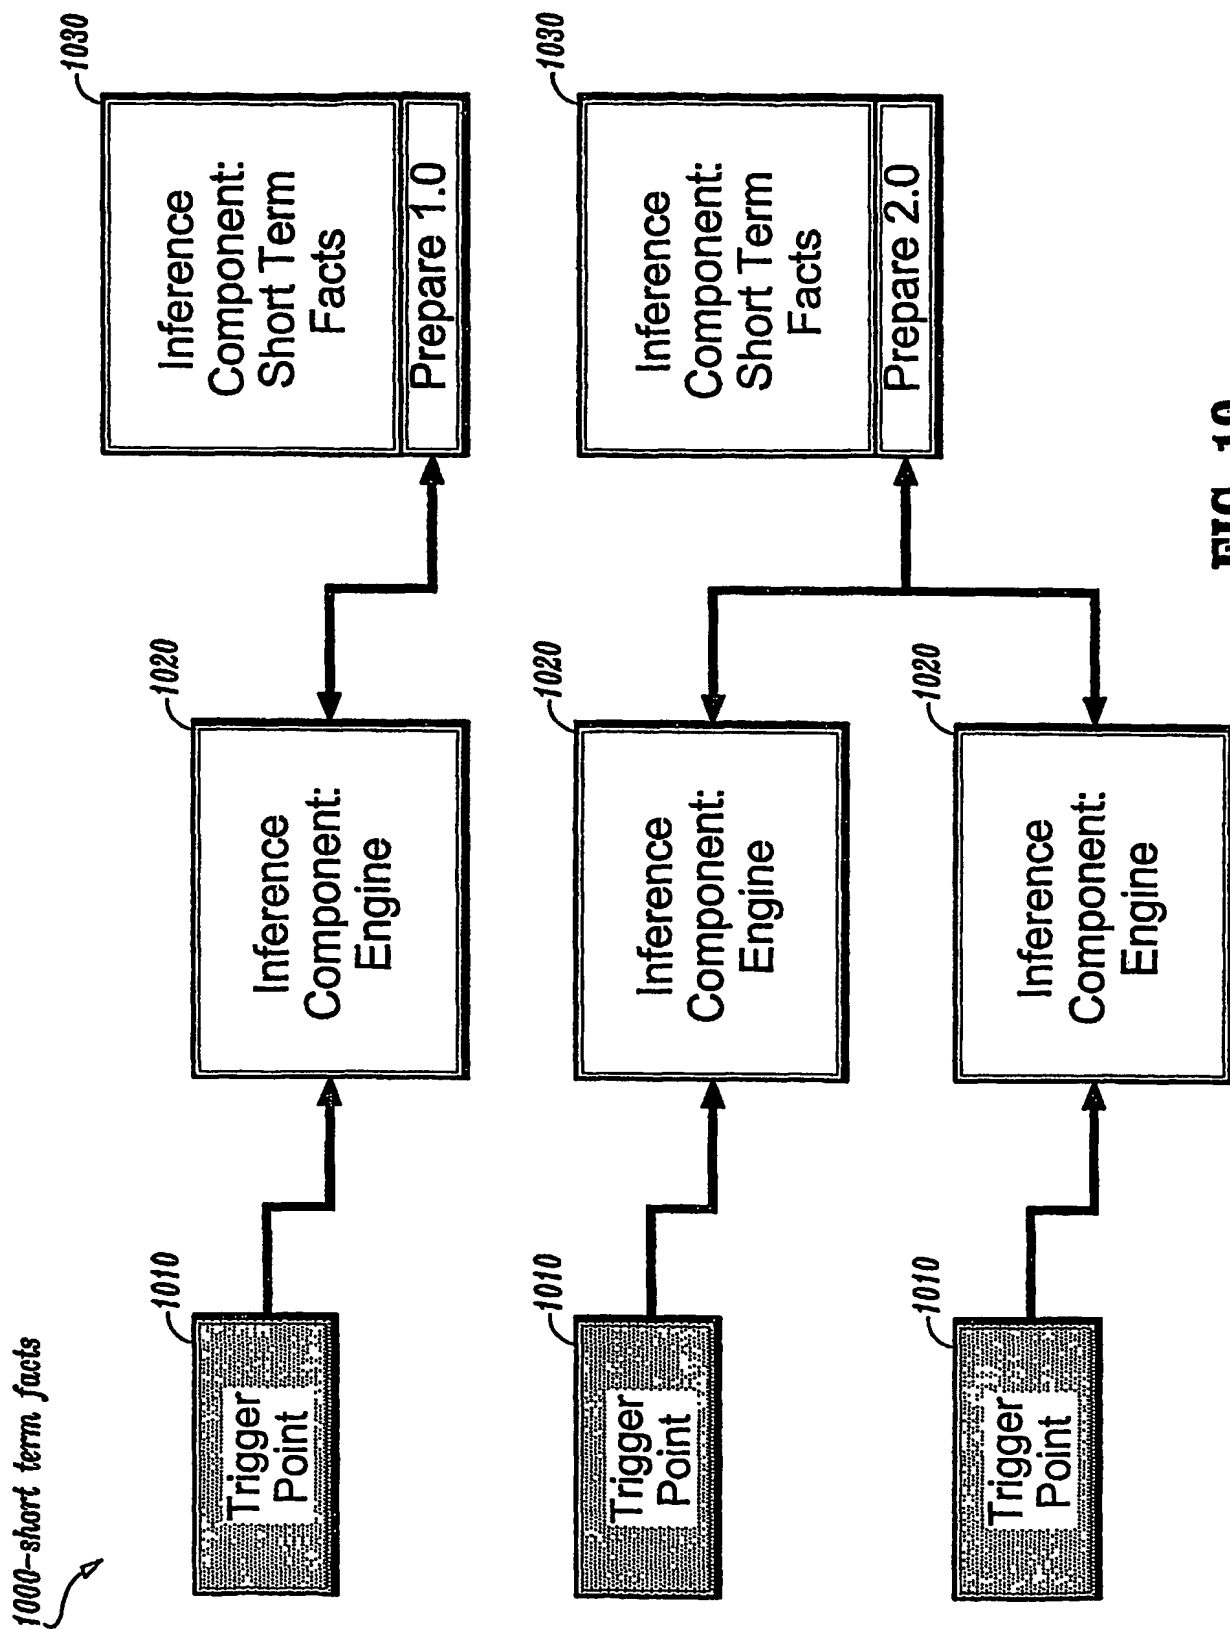 1000-short term facts
1010
Trigger
Point
1020
Inference
Component:
Engine
1030
Inference
Component:
Short Term
Facts
Prepare 1.0
1010
Trigger
Point
1020
Inference
Component:
Engine
1030
Inference
Component:
Short Term
Facts
Prepare 2.0
1010
Trigger
Point
1020
Inference
Component:
Engine
FIG. 10